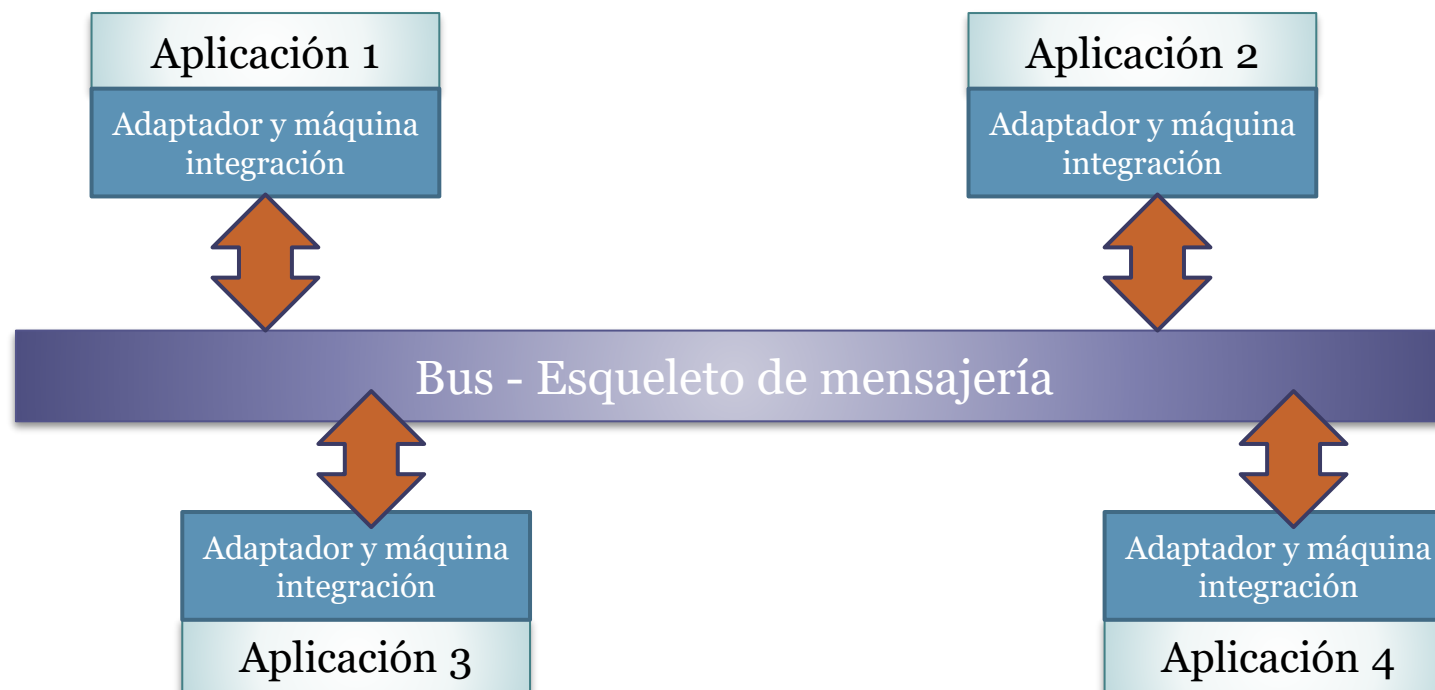 Aplicación 1
Adaptador y máquina
integración
Aplicación 2
Adaptador y máquina
integración
Bus - Esqueleto de mensajería
Adaptador y máquina
integración
Aplicación 3
Adaptador y máquina
integración
Aplicación 4